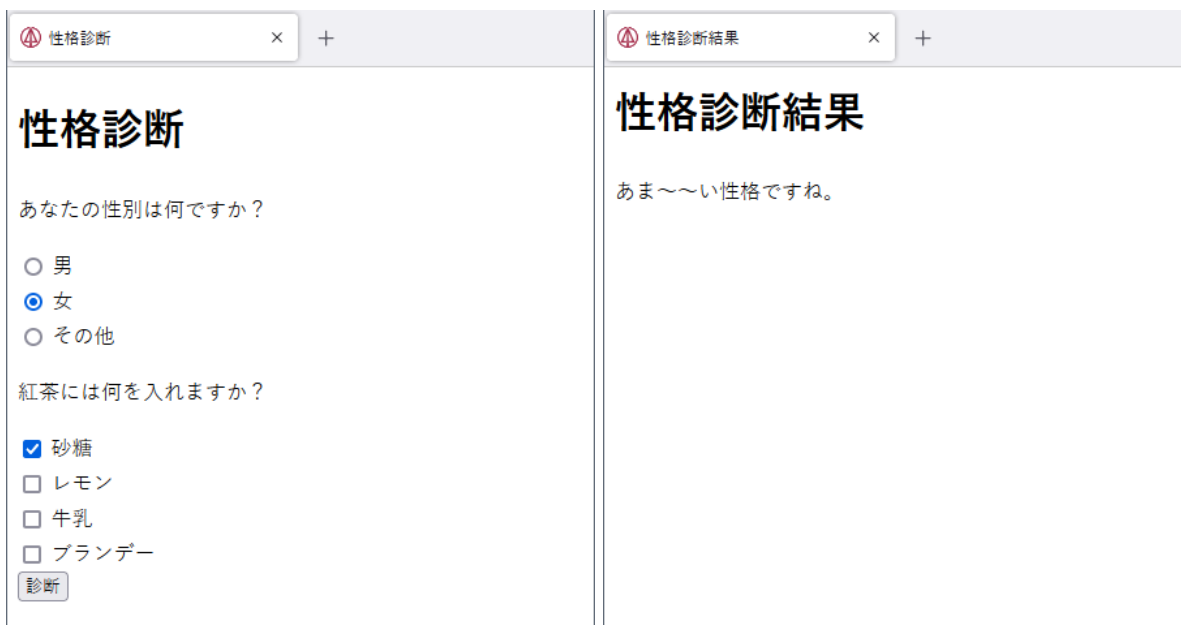 性格診断
性格診断
あなたの性別は何ですか？
男
女
その他
紅茶には何を入れますか？
砂糖
レモン
牛乳
ブランデー
診断
性格診断結果
性格診断結果
あま〜〜い性格ですね。